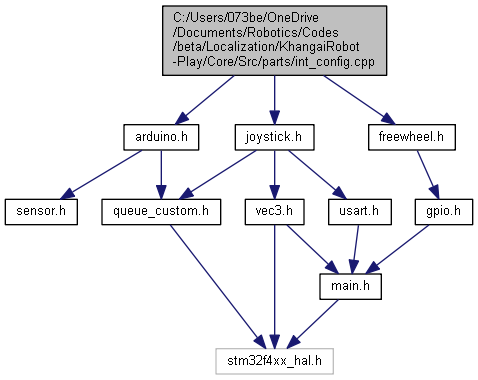 C:/Users/073be/OneDrive
/Documents/Robotics/Codes
/beta/Localization/KhangaiRobot
-Play/Core/Src/parts/int_config.cpp
arduino.h
joystick.h
freewheel.h
sensor.h
queue_custom.h
vec3.h
usart.h
gpio.h
main.h
stm32f4xx_hal.h